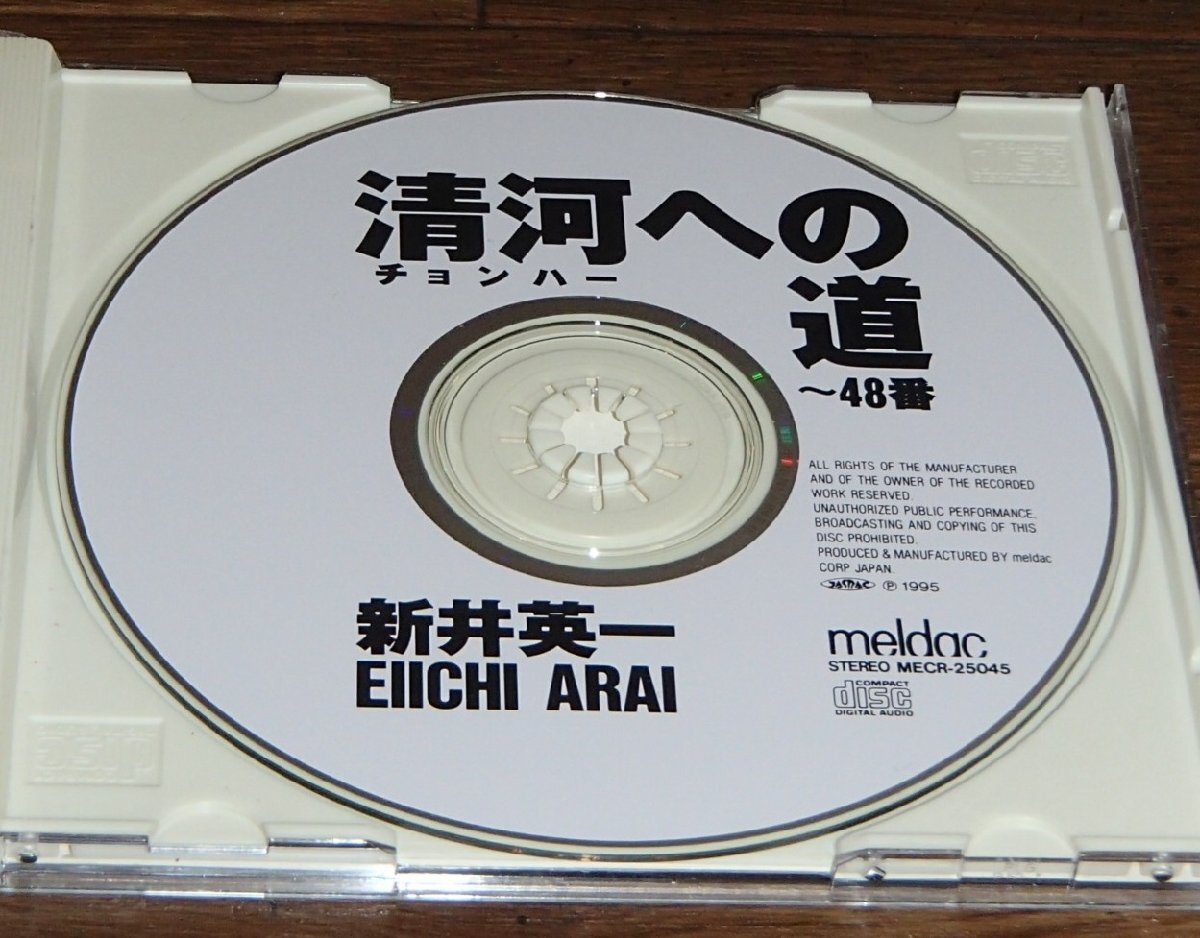 清河への
チョンハー
道
～48番
ALL RIGHTS OF THE MANUFACTURER
AND OF THE OWNER OF THE RECORDED
WORK RESERVED.
UNAUTHORIZED PUBLIC PERFORMANCE.
BROADCASTING AND COPYING OF THIS
DISC PROHIBITED.
PRODUCED & MANUFACTURED BY meldac
CORP JAPAN.
JASRAC ℗ 1995
新井英一
EIICHI ARAI
meldac
STEREO MECR-25045
COMPACT
disc
DIGITAL AUDIO